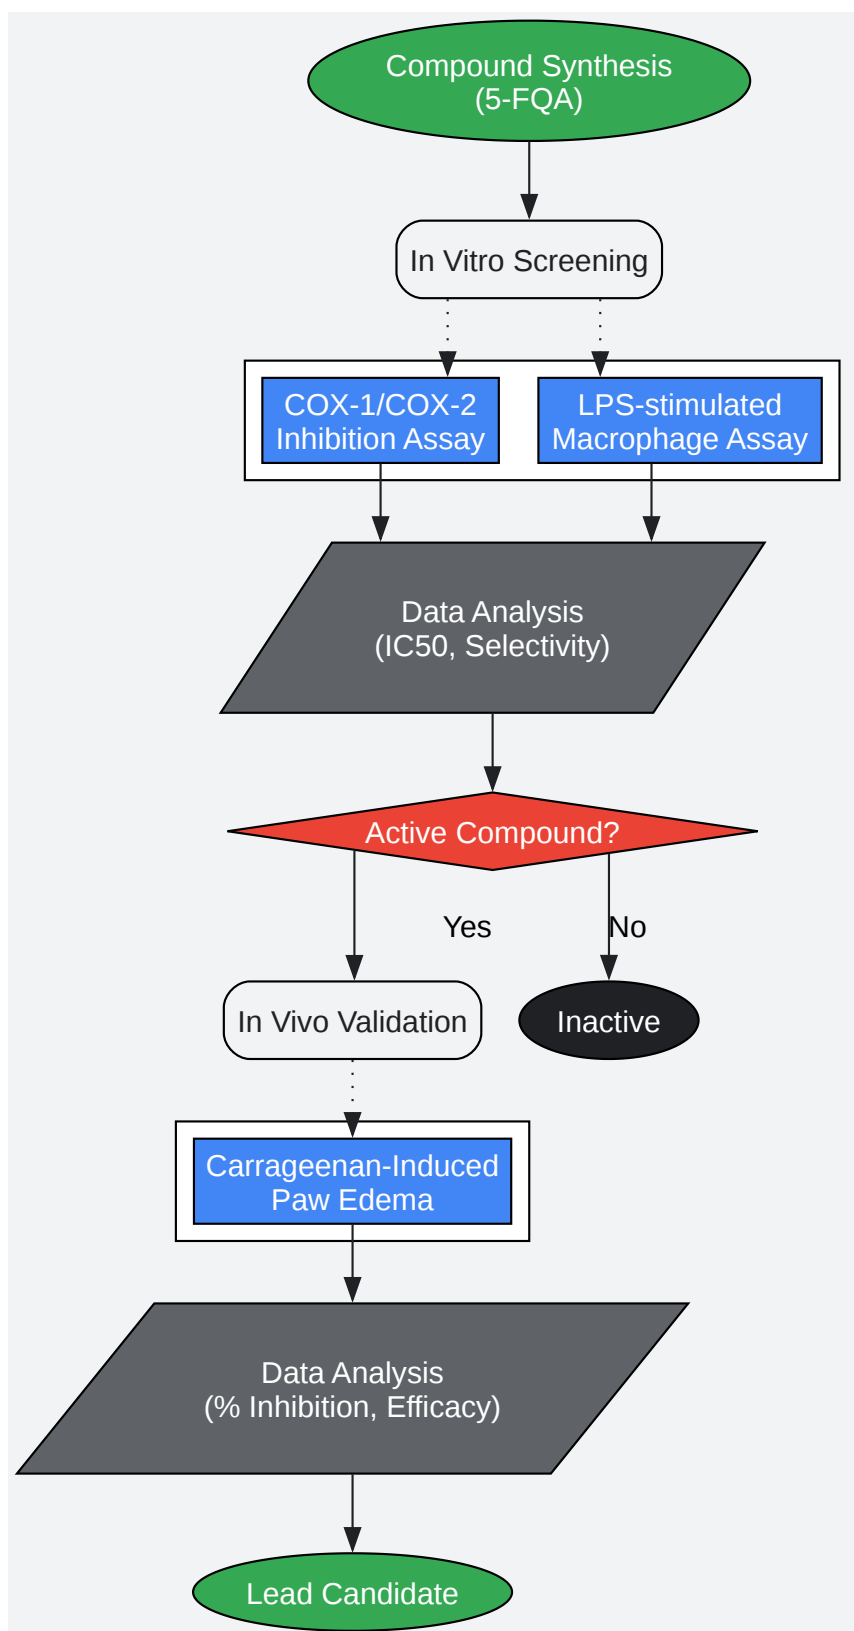 Compound Synthesis
(5-FQA)
In Vitro Screening
COX-1/COX-2
Inhibition Assay
LPS-stimulated
Macrophage Assay
Data Analysis
(IC50, Selectivity)
Active Compound?
Yes
No
In Vivo Validation
Inactive
Carrageenan-Induced
Paw Edema
Data Analysis
(% Inhibition, Efficacy)
Lead Candidate